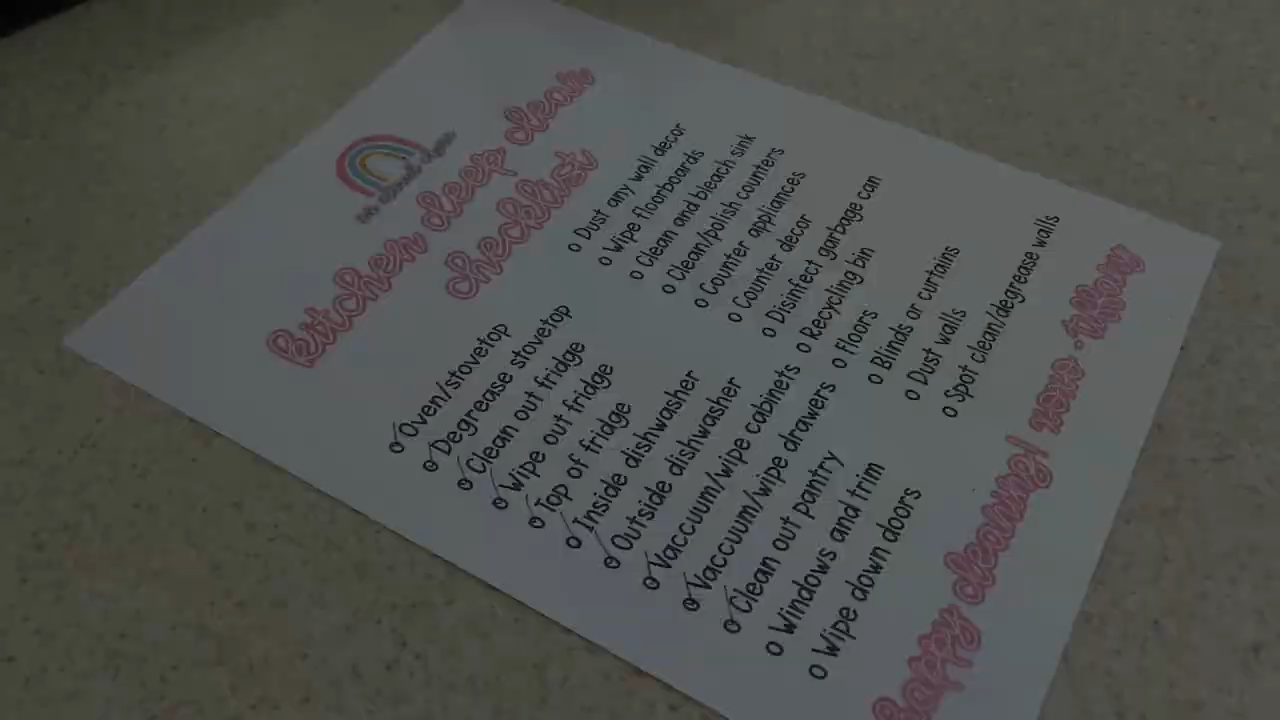 kitchen deep clean
checklist
o Oven/stovetop
o Degrease stovetop
o Clean out fridge
o Wipe out fridge
o Top of fridge
o Inside dishwasher
o Outside dishwasher
o Vaccuum/wipe cabinets
o Vaccuum/wipe drawers
o Clean out pantry
o Windows and trim
o Wipe down doors
o Dust any wall decor
o Wipe floorboards
o Clean and bleach sink
o Clean/polish counters
o Counter appliances
o Counter decor
o Disinfect garbage can
o Recycling bin
o Floors
o Blinds or curtains
o Dust walls
o Spot clean/degrease walls
happy cleaning! xoxo -tiffany